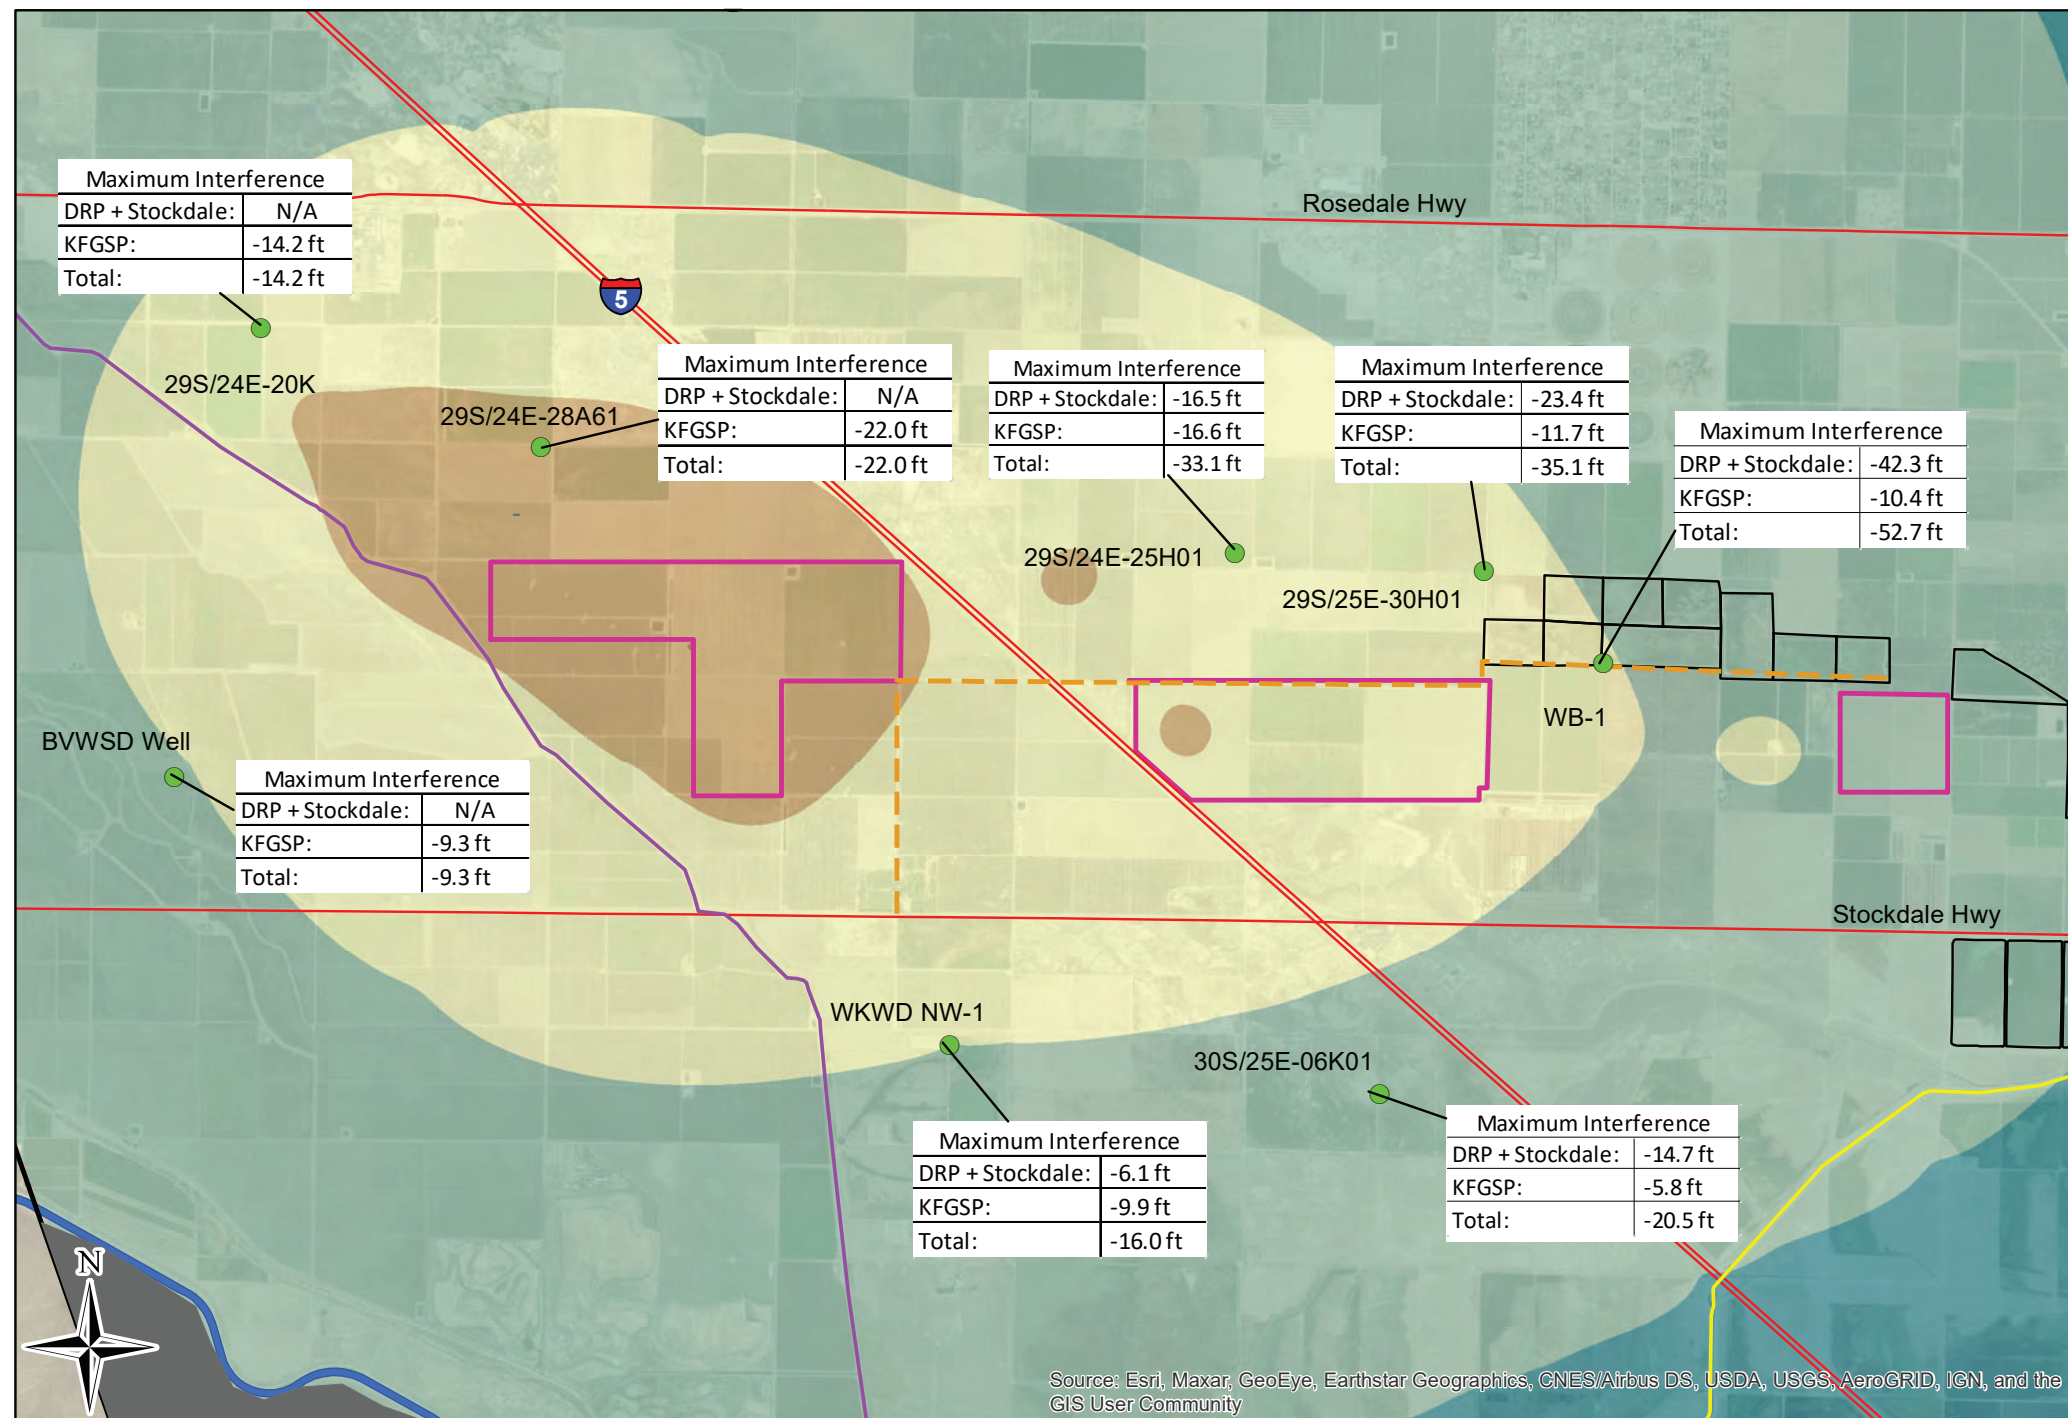 Maximum Interference
DRP + Stockdale: N/A
KFGSP: -14.2 ft
Total: -14.2 ft
29S/24E-20K
Rosedale Hwy
5
Maximum Interference
DRP + Stockdale: N/A
KFGSP: -22.0 ft
Total: -22.0 ft
29S/24E-28A61
Maximum Interference
DRP + Stockdale: -16.5 ft
KFGSP: -16.6 ft
Total: -33.1 ft
29S/24E-25H01
Maximum Interference
DRP + Stockdale: -23.4 ft
KFGSP: -11.7 ft
Total: -35.1 ft
29S/25E-30H01
Maximum Interference
DRP + Stockdale: -42.3 ft
KFGSP: -10.4 ft
Total: -52.7 ft
WB-1
BVWSD Well
Maximum Interference
DRP + Stockdale: N/A
KFGSP: -9.3 ft
Total: -9.3 ft
Stockdale Hwy
WKWD NW-1
Maximum Interference
DRP + Stockdale: -6.1 ft
KFGSP: -9.9 ft
Total: -16.0 ft
30S/25E-06K01
Maximum Interference
DRP + Stockdale: -14.7 ft
KFGSP: -5.8 ft
Total: -20.5 ft
N
Source: Esri, Maxar, GeoEye, Earthstar Geographics, CNES/Airbus DS, USDA, USGS, AeroGRID, IGN, and the
GIS User Community